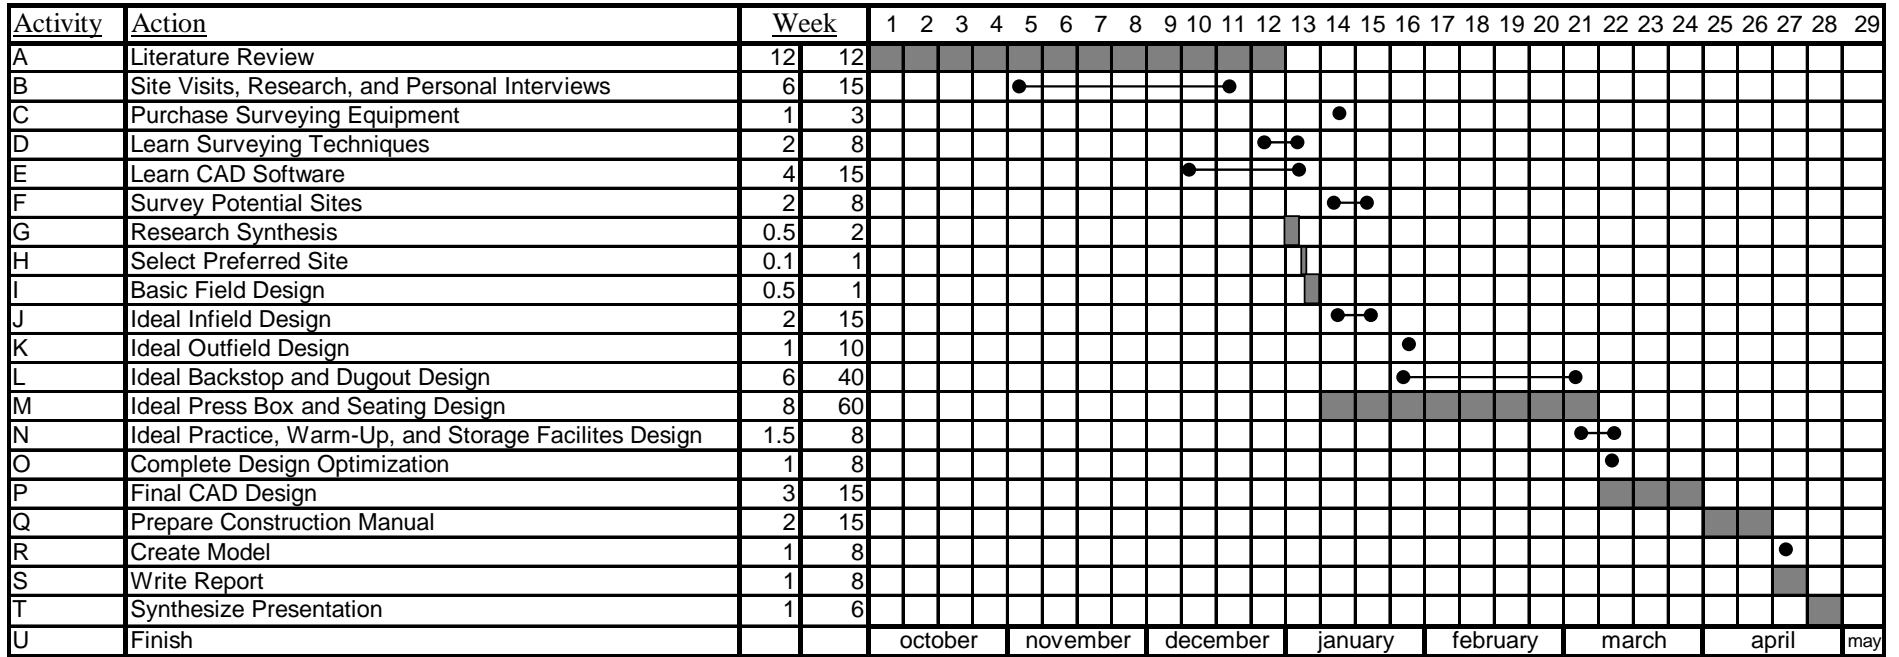 Activity Action Week 1 2 3 4 5 6 7 8 9 10 11 12 13 14 15 16 17 18 19 20 21 22 23 24 25 26 27 28 29
A Literature Review 12 12
B Site Visits, Research, and Personal Interviews 6 15
C Purchase Surveying Equipment 1 3
D Learn Surveying Techniques 2 8
E Learn CAD Software 4 15
F Survey Potential Sites 2 8
G Research Synthesis 0.5 2
H Select Preferred Site 0.1 1
I Basic Field Design 0.5 1
J Ideal Infield Design 2 15
K Ideal Outfield Design 1 10
L Ideal Backstop and Dugout Design 6 40
M Ideal Press Box and Seating Design 8 60
N Ideal Practice, Warm-Up, and Storage Facilites Design 1.5 8
O Complete Design Optimization 1 8
P Final CAD Design 3 15
Q Prepare Construction Manual 2 15
R Create Model 1 8
S Write Report 1 8
T Synthesize Presentation 1 6
U Finish october november december january february march april may